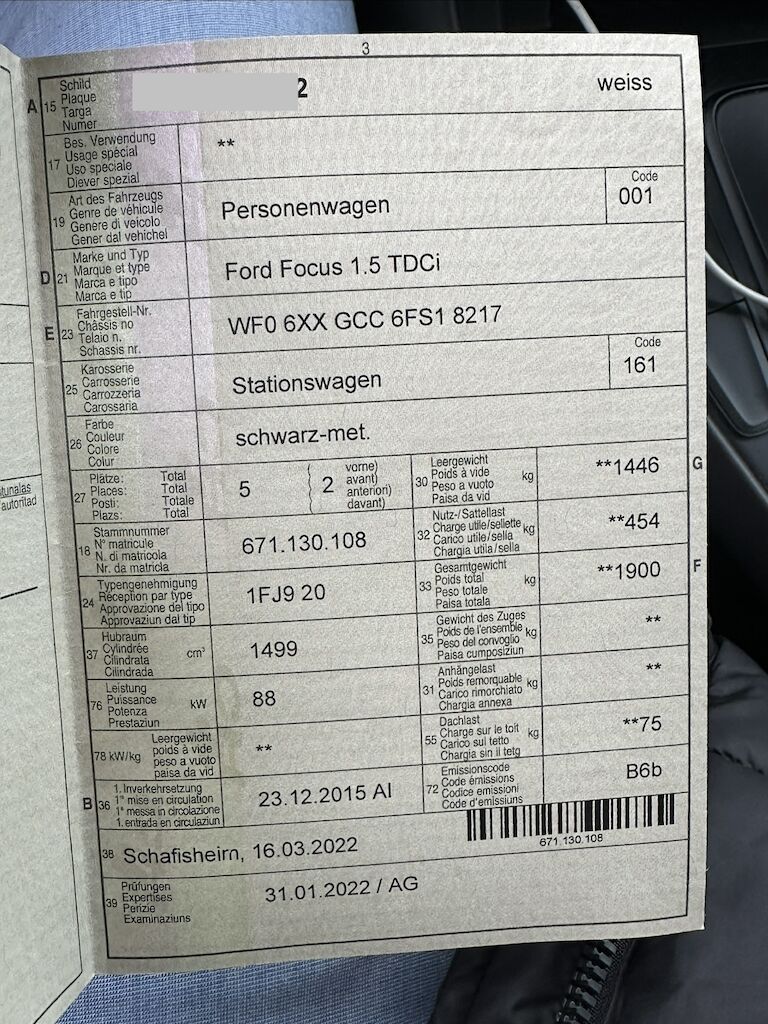 3
A 15 Schild
Plaque
Targa
Numer
2 weiss
17 Bes. Verwendung
Usage spécial
Uso speciale
Diever spezial
**
19 Art des Fahrzeugs
Genre de véhicule
Genere di veicolo
Gener dal vehichel
Personenwagen
Code
001
D 21 Marke und Typ
Marque et type
Marca e tipo
Marca e tip
Ford Focus 1.5 TDCi
E 23 Fahrgestell-Nr.
Châssis no
Telaio n.
Schassis nr.
WF0 6XX GCC 6FS1 8217
25 Karosserie
Carrosserie
Carrozzeria
Carossaria
Stationswagen
Code
161
26 Farbe
Couleur
Colore
Colur
schwarz-met.
27 Plätze: Total
Places: Total
Posti: Totale
Plazs: Total
5 ( 2 vorne)
avant)
anteriori)
davant)
30 Leergewicht
Poids à vide
Peso a vuoto
Paisa da vid
kg
**1446 G
18 Stammnummer
N° matricule
N. di matricola
Nr. da matricla
671.130.108
32 Nutz-/Sattellast
Charge utile/sellette
Carico utile/sella
Chargia utila/sella
kg
**454
24 Typengenehmigung
Réception par type
Approvazione del tipo
Approvaziun dal tip
1FJ9 20
33 Gesamtgewicht
Poids total
Peso totale
Paisa totala
kg
**1900 F
37 Hubraum
Cylindrée
Cilindrata
Cilindrada
cm³
1499
35 Gewicht des Zuges
Poids de l'ensemble
Peso del convoglio
Paisa cumposiziun
kg
**
76 Leistung
Puissance
Potenza
Prestaziun
kW
88
31 Anhängelast
Poids remorquable
Carico rimorchiato
Chargia annexa
kg
**
78 kW/kg Leergewicht
poids à vide
peso a vuoto
paisa da vid
**
55 Dachlast
Charge sur le toit
Carico sul tetto
Chargia sin il tetg
kg
**75
B 36 1. Inverkehrsetzung
1re mise en circulation
1a messa in circolazione
1. entrada en circulaziun
23.12.2015 AI
72 Emissionscode
Code émissions
Codice emissioni
Code d'emissiuns
B6b
38 Schafisheim, 16.03.2022
671.130.108
39 Prüfungen
Expertises
Perizie
Examinaziuns
31.01.2022 / AG